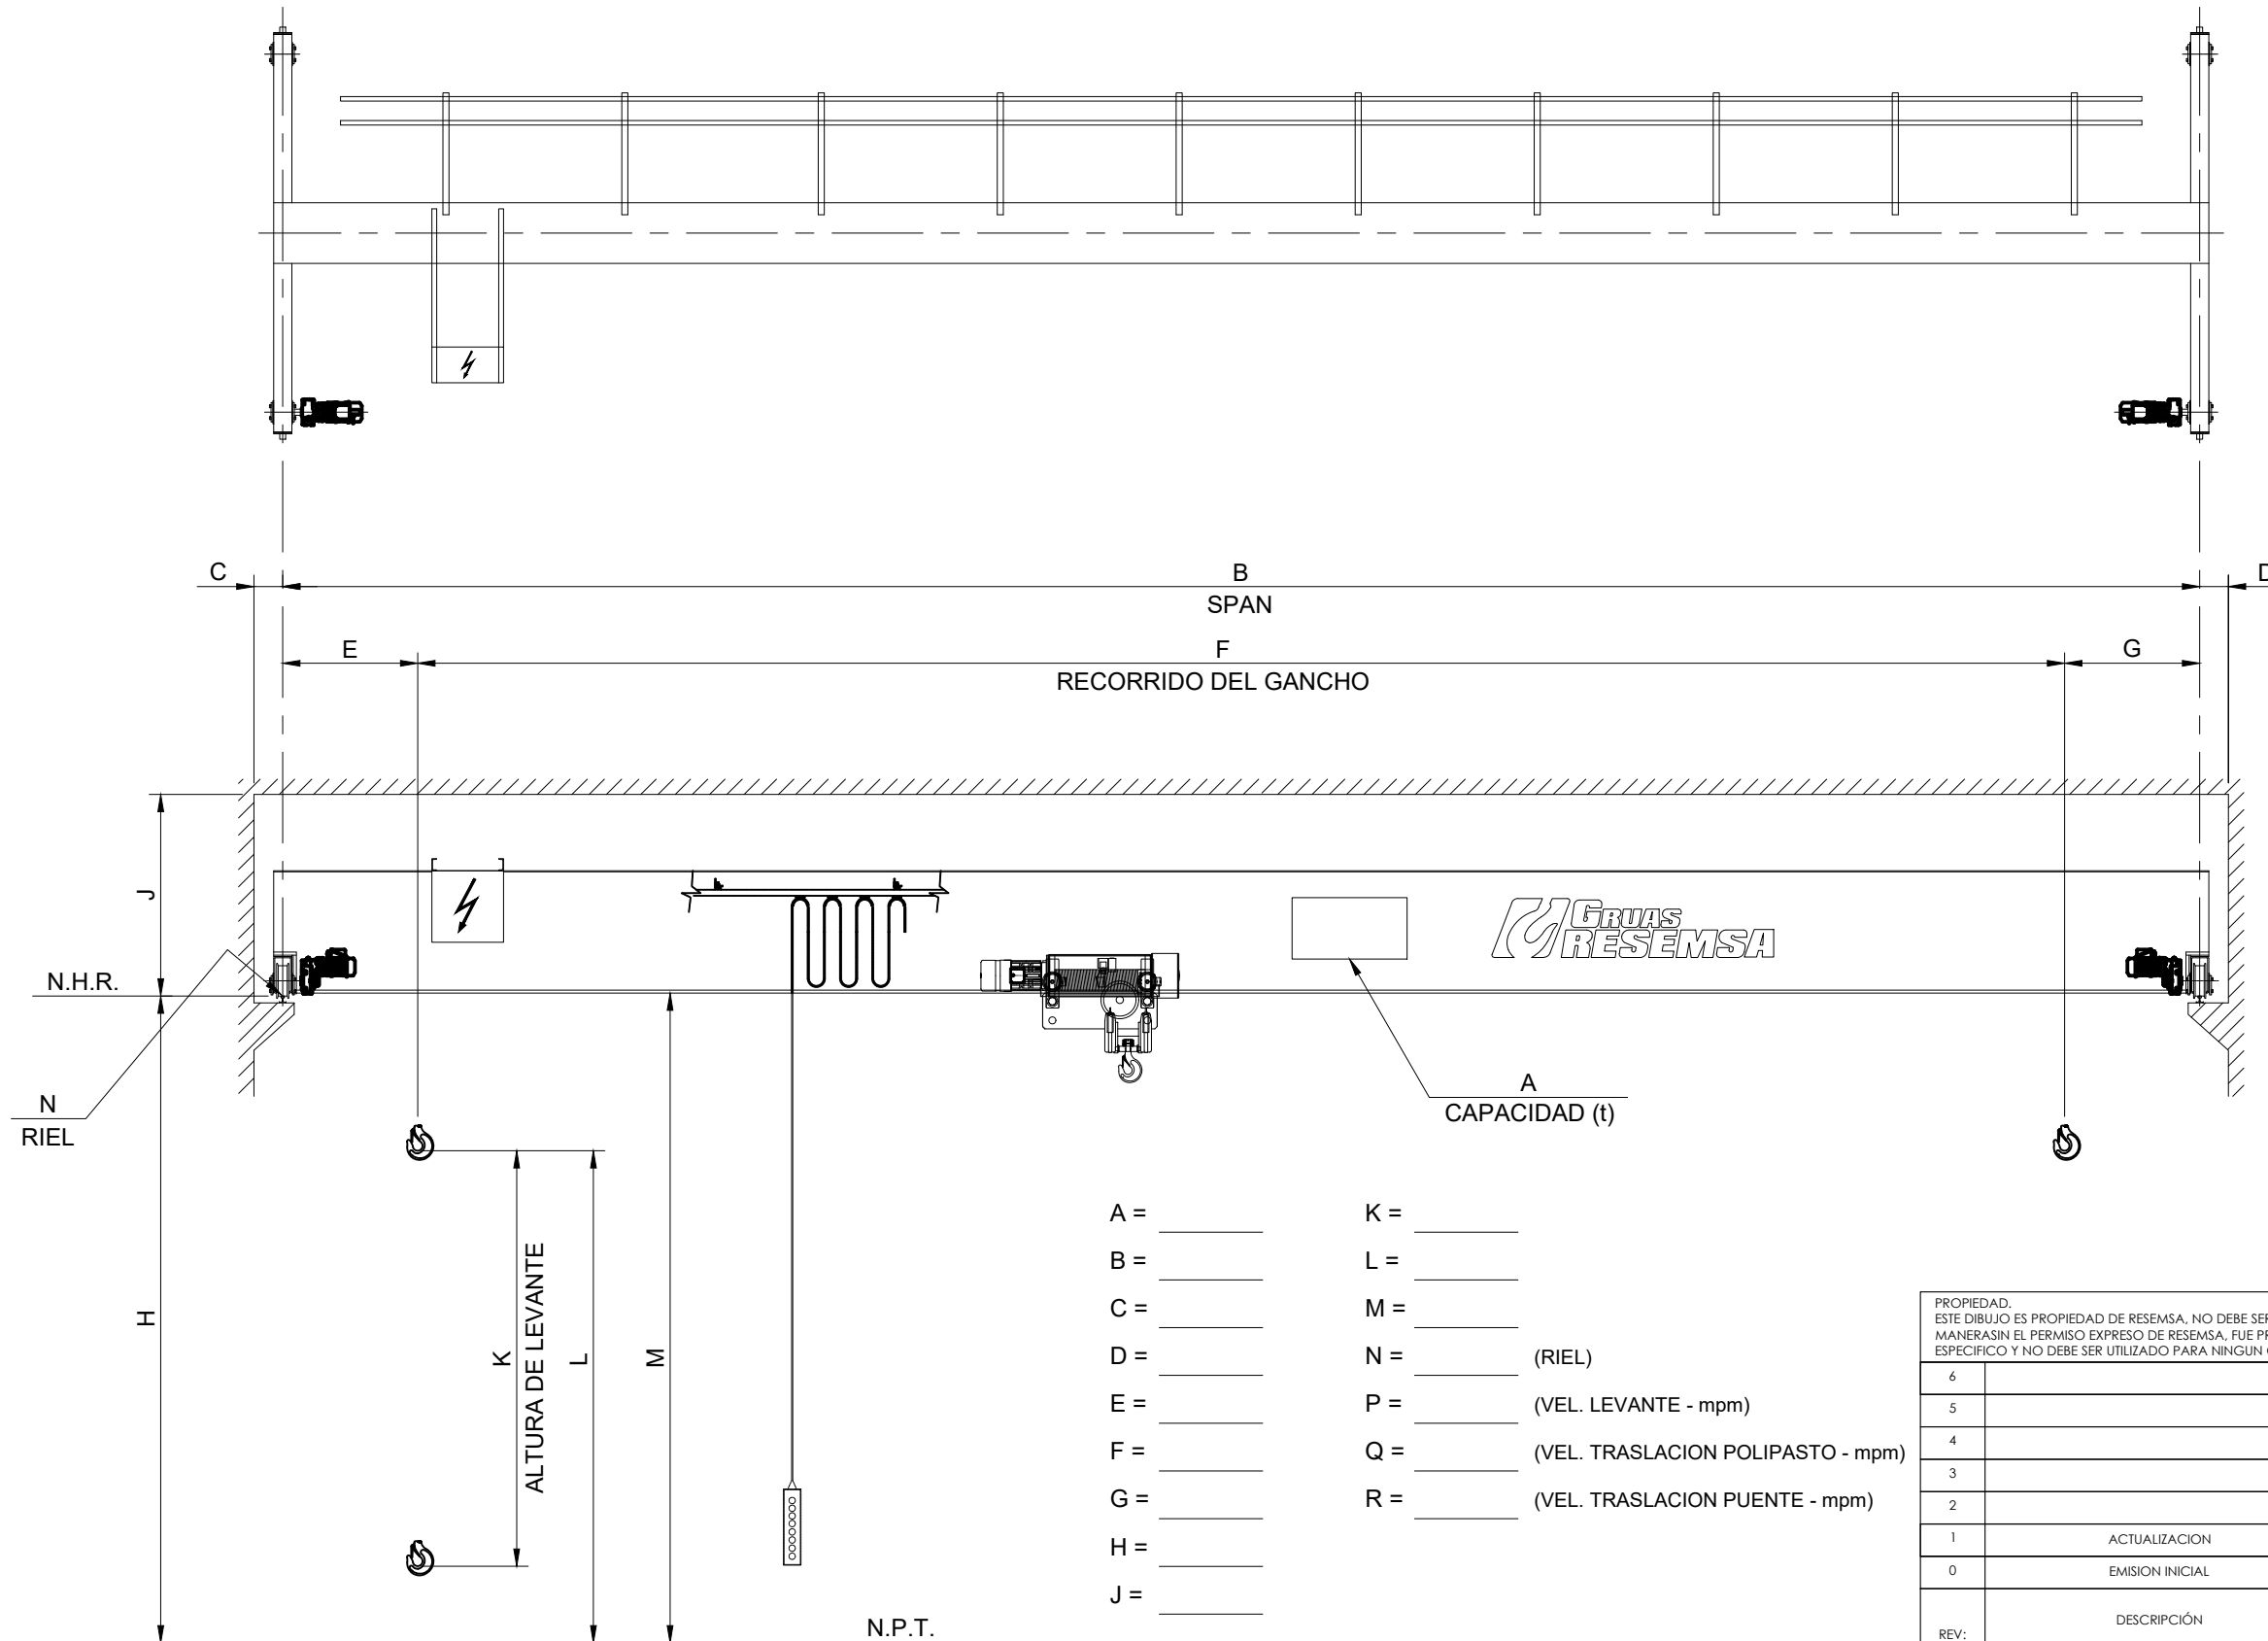 C
B
D
SPAN
E
F
G
RECORRIDO DEL GANCHO
J
GRUAS
RESEMSA
N.H.R.
N
RIEL
A
CAPACIDAD (t)
H
K
ALTURA DE LEVANTE
L
M
N.P.T.
A =
B =
C =
D =
E =
F =
G =
H =
J =
K =
L =
M =
N = (RIEL)
P = (VEL. LEVANTE - mpm)
Q = (VEL. TRASLACION POLIPASTO - mpm)
R = (VEL. TRASLACION PUENTE - mpm)
PROPIEDAD.
ESTE DIBUJO ES PROPIEDAD DE RESEMSA, NO DEBE SER
MANERASIN EL PERMISO EXPRESO DE RESEMSA, FUE
ESPECIFICO Y NO DEBE SER UTILIZADO PARA NINGUN
6
5
4
3
2
1 ACTUALIZACION
0 EMISION INICIAL
REV: DESCRIPCIÓN